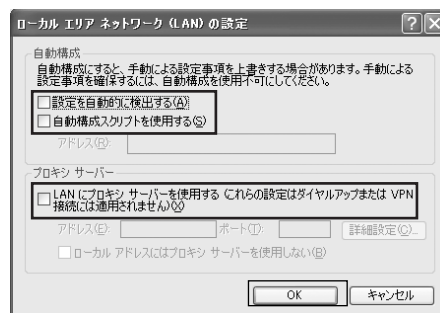 ローカル エリア ネットワーク (LAN) の設定
自動構成
自動構成にすると、手動による設定事項を上書きする場合があります。手動による
設定事項を確保するには、自動構成を使用不可にしてください。
設定を自動的に検出する(A)
自動構成スクリプトを使用する(S)
アドレス(R):
プロキシ サーバー
LAN にプロキシ サーバーを使用する (これらの設定はダイヤルアップまたは VPN
接続には適用されません)(X)
アドレス(E): ポート(T): 詳細設定(C)...
ローカル アドレスにはプロキシ サーバーを使用しない(B)
OK キャンセル